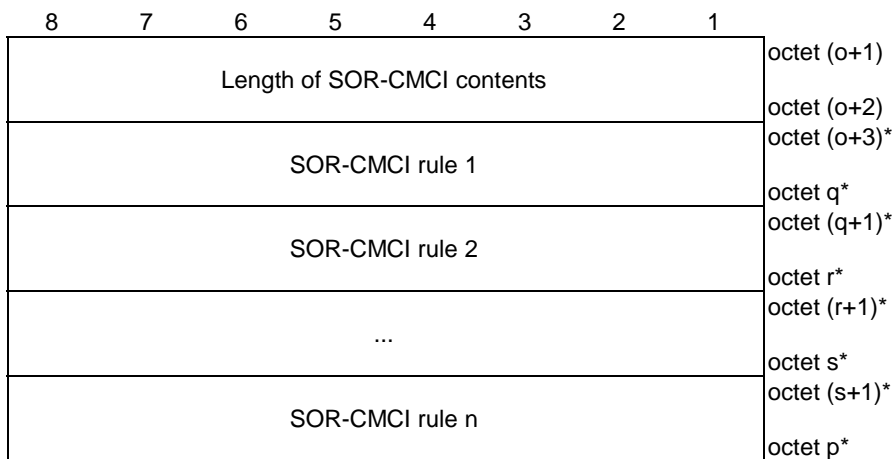 8 7 6 5 4 3 2 1
octet (o+1)
Length of SOR-CMCI contents
octet (o+2)
octet (o+3)*
SOR-CMCI rule 1
octet q*
octet (q+1)*
SOR-CMCI rule 2
octet r*
octet (r+1)*
...
octet s*
octet (s+1)*
SOR-CMCI rule n
octet p*